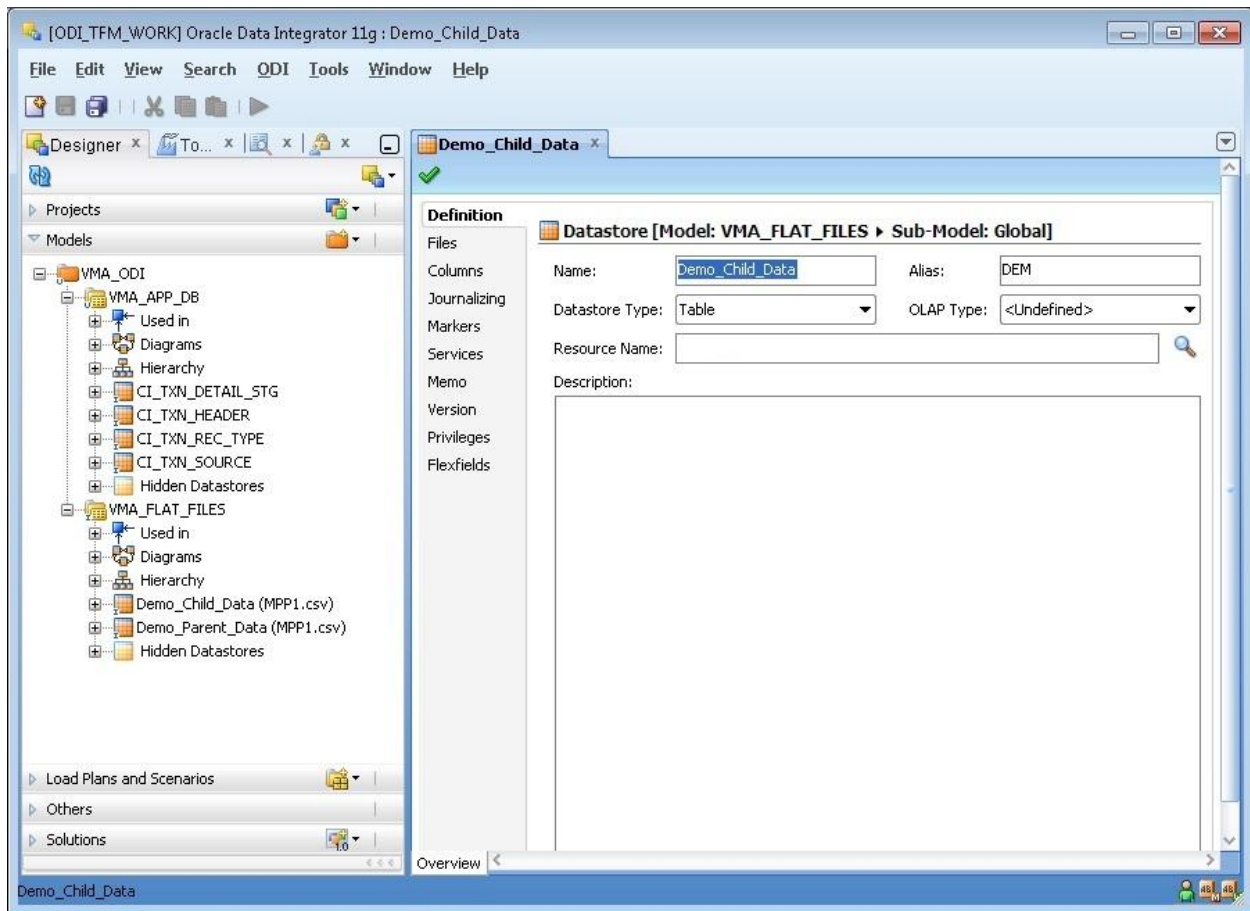 [ODI_TFM_WORK] Oracle Data Integrator 11g : Demo_Child_Data
File Edit View Search ODI Tools Window Help
Designer To...
Projects
Models
VMA_ODI
VMA_APP_DB
Used in
Diagrams
Hierarchy
CI_TXN_DETAIL_STG
CI_TXN_HEADER
CI_TXN_REC_TYPE
CI_TXN_SOURCE
Hidden Datastores
VMA_FLAT_FILES
Used in
Diagrams
Hierarchy
Demo_Child_Data (MPP1.csv)
Demo_Parent_Data (MPP1.csv)
Hidden Datastores
Load Plans and Scenarios
Others
Solutions
Demo_Child_Data
Definition
Files
Columns
Journalizing
Markers
Services
Memo
Version
Privileges
Flexfields
Datastore [Model: VMA_FLAT_FILES ▸ Sub-Model: Global]
Name: Demo_Child_Data Alias: DEM
Datastore Type: Table OLAP Type: <Undefined>
Resource Name:
Description:
Overview
Demo_Child_Data